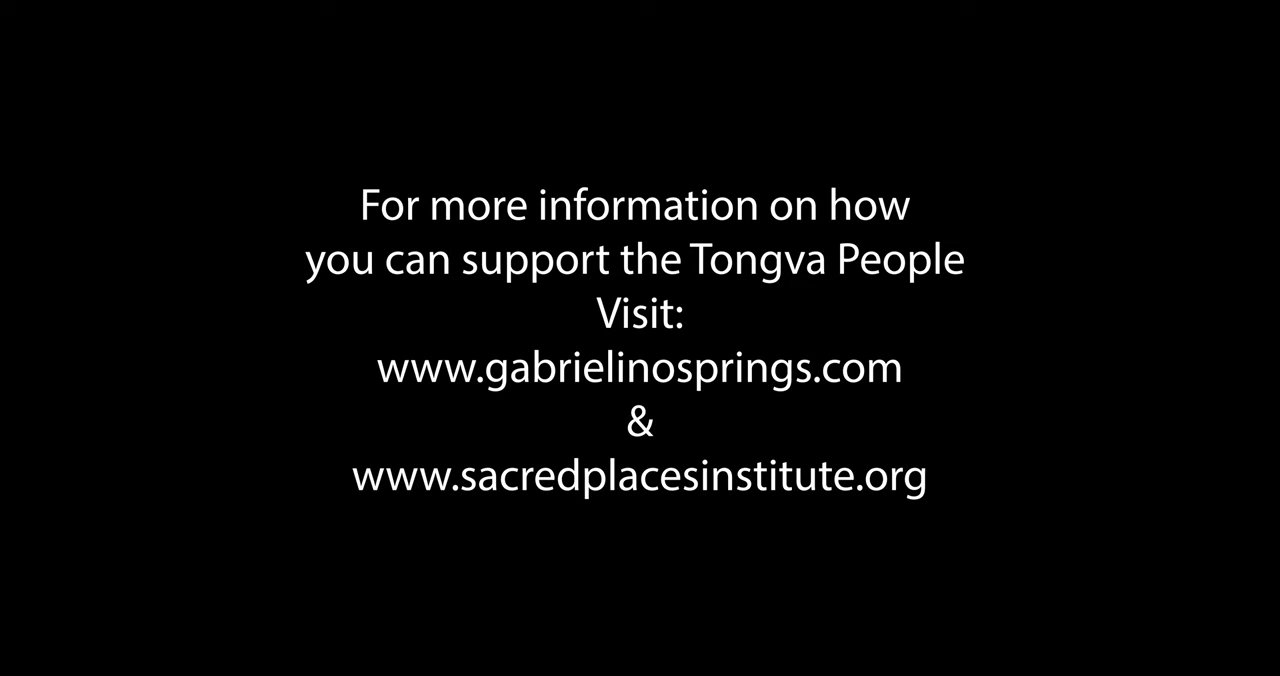 For more information on how
you can support the Tongva People
Visit:
www.gabrielinosprings.com
&
www.sacredplacesinstitute.org